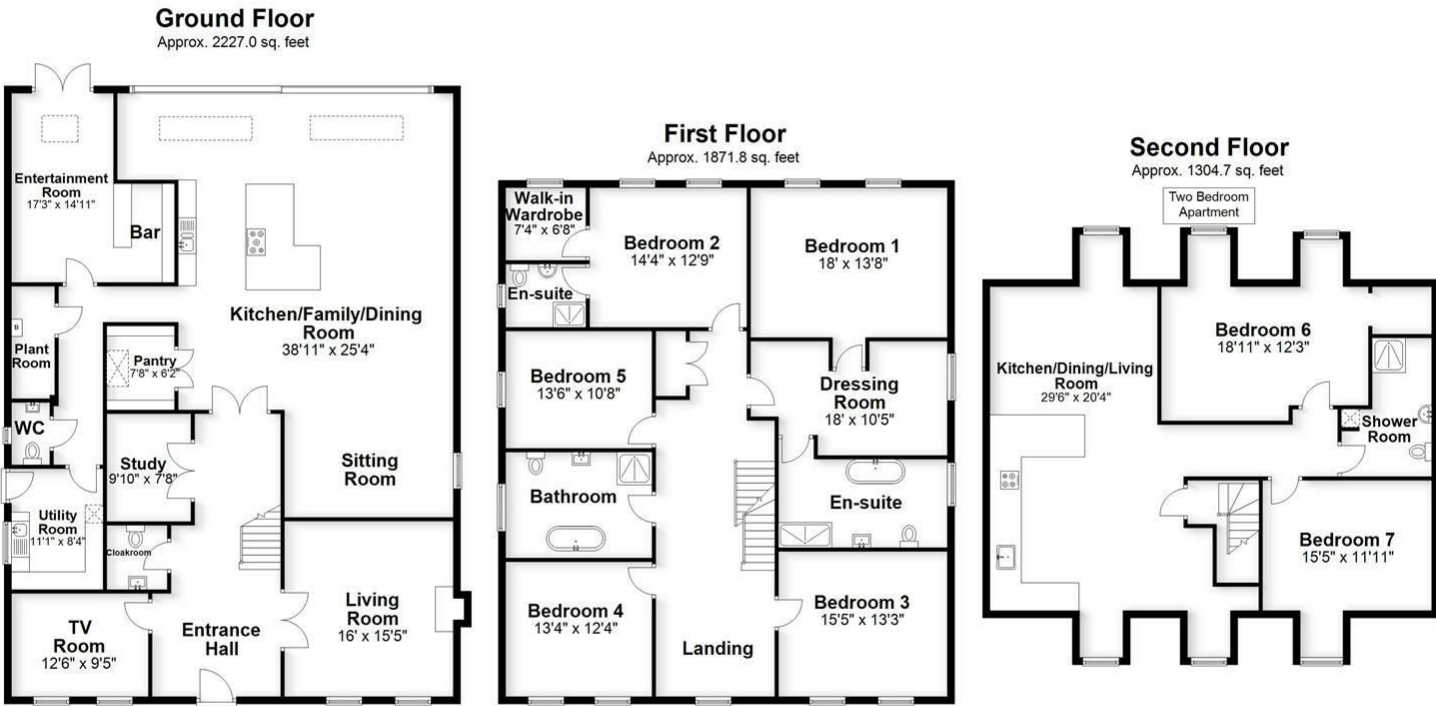 Ground Floor
Approx. 2227.0 sq. feet
Entertainment
Room
17'3" x 14'11"
Bar
Kitchen/Family/Dining
Room
38'11" x 25'4"
Plant
Room
B
Pantry
7'8" x 6'2"
WC
Study
9'10" x 7'8"
Sitting
Room
Utility
Room
11'1" x 8'4"
Cloakroom
TV
Room
12'6" x 9'5"
Entrance
Hall
Living
Room
16' x 15'5"
First Floor
Approx. 1871.8 sq. feet
Walk-in
Wardrobe
7'4" x 6'8"
Bedroom 2
14'4" x 12'9"
Bedroom 1
18' x 13'8"
En-suite
Bedroom 5
13'6" x 10'8"
Dressing
Room
18' x 10'5"
Bathroom
En-suite
Bedroom 4
13'4" x 12'4"
Landing
Bedroom 3
15'5" x 13'3"
Second Floor
Approx. 1304.7 sq. feet
Two Bedroom
Apartment
Kitchen/Dining/Living
Room
29'6" x 20'4"
Bedroom 6
18'11" x 12'3"
Shower
Room
Bedroom 7
15'5" x 11'11"